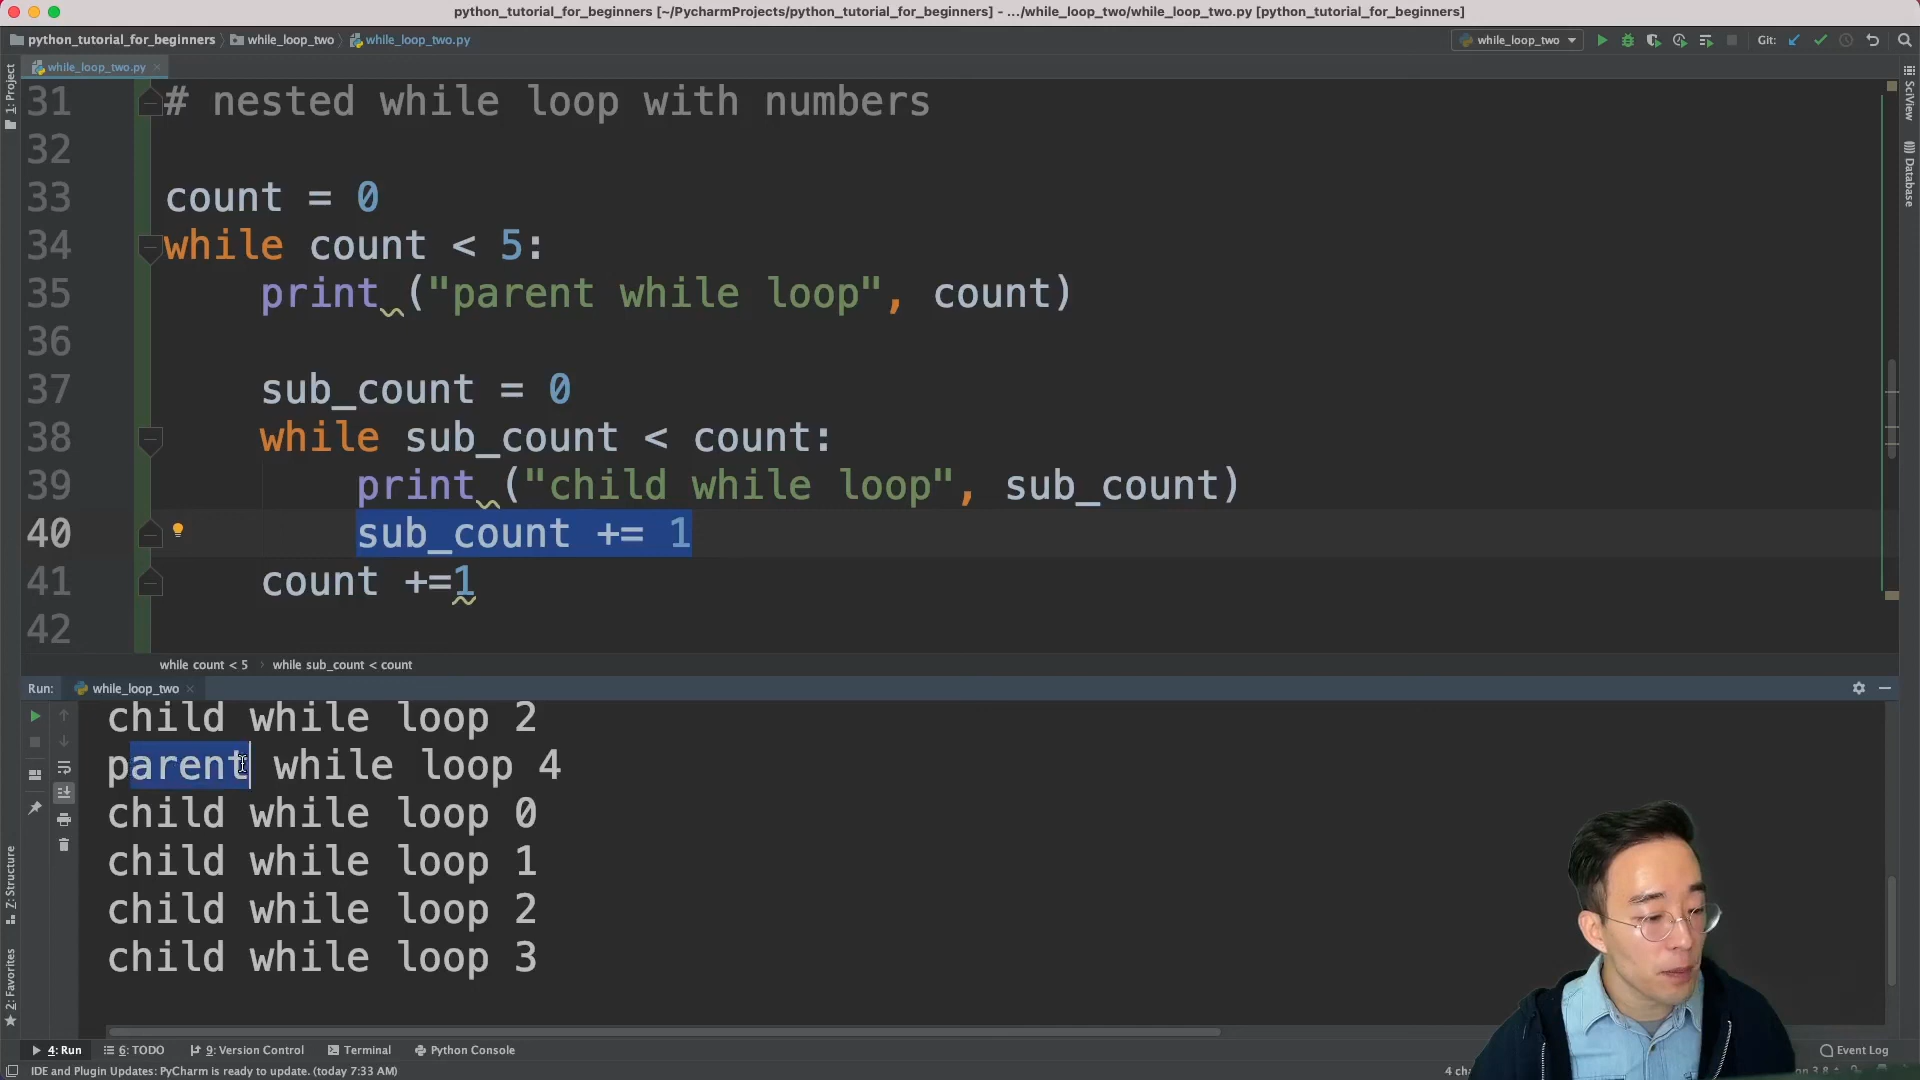 python_tutorial_for_beginners [~/PycharmProjects/python_tutorial_for_beginners] - .../while_loop_two/while_loop_two.py [python_tutorial_for_beginners]
python_tutorial_for_beginners while_loop_two while_loop_two.py while_loop_two Git:
while_loop_two.py
1: Project
SciView
Database
31 # nested while loop with numbers
32
33 count = 0
34 while count < 5:
35 print ("parent while loop", count)
36
37 sub_count = 0
38 while sub_count < count:
39 print ("child while loop", sub_count)
40 sub_count += 1
41 count +=1
42
while count < 5 while sub_count < count
Run: while_loop_two
child while loop 2
parent while loop 4
child while loop 0
child while loop 1
child while loop 2
child while loop 3
Z: Structure
2: Favorites
4: Run 6: TODO 9: Version Control Terminal Python Console Event Log
IDE and Plugin Updates: PyCharm is ready to update. (today 7:33 AM) 3.8